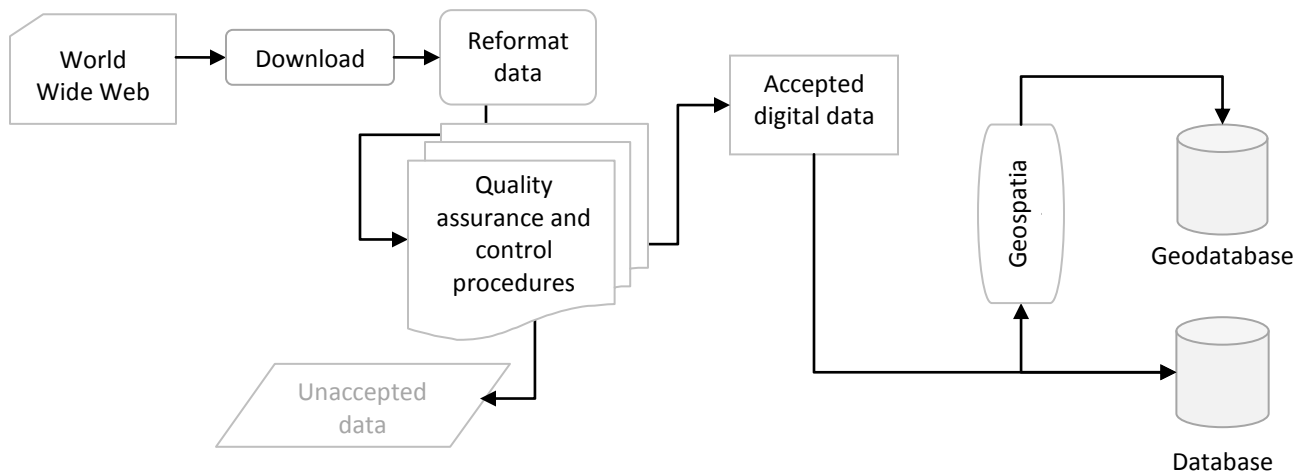 World
Wide Web
Download
Reformat
data
Quality
assurance and
control
procedures
Unaccepted
data
Accepted
digital data
Geospatia
Geodatabase
Database